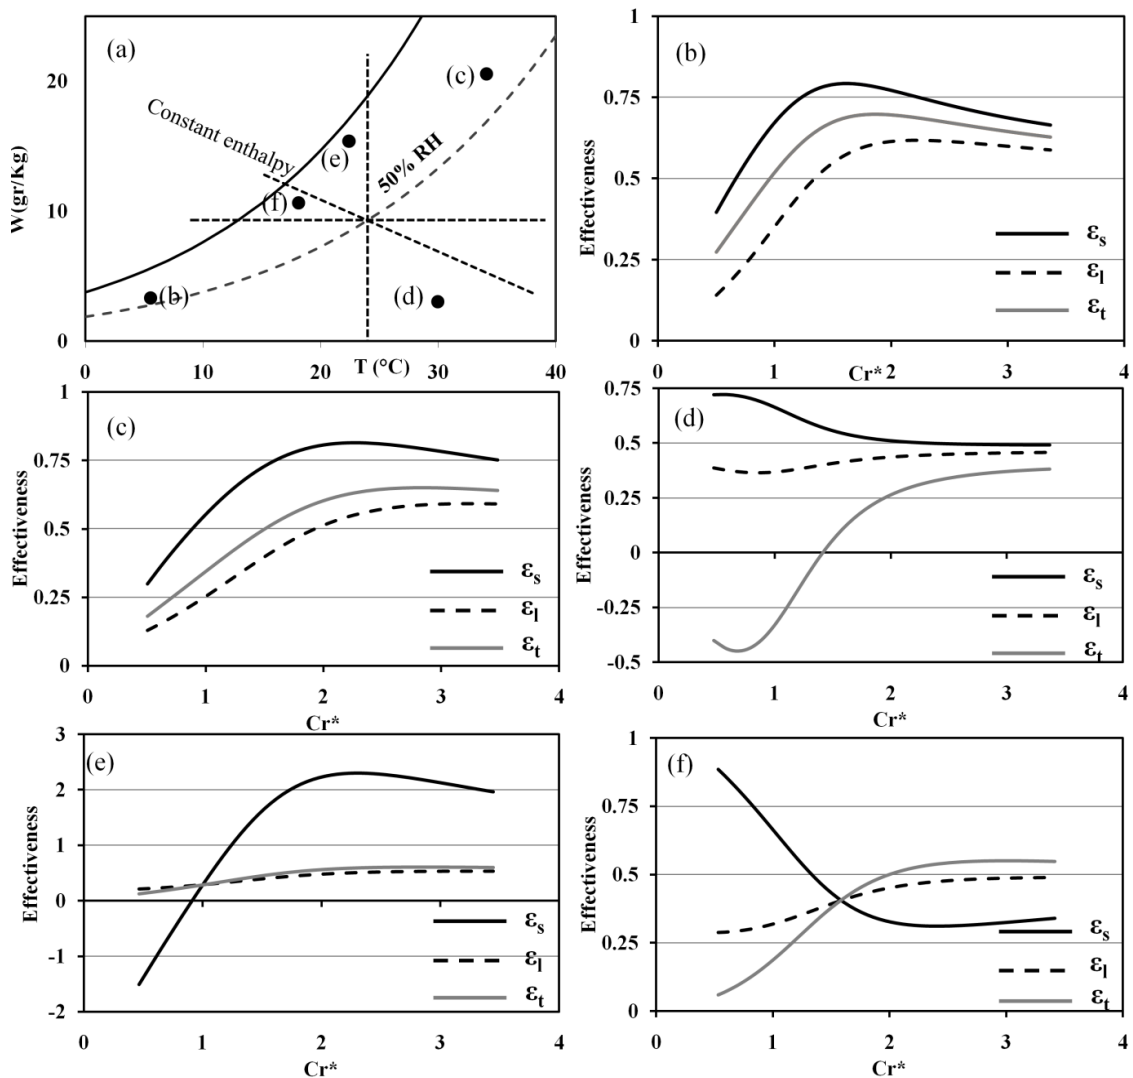 (a)
W(gr/Kg)
20
10
0
Constant enthalpy
50% RH
(b)
(c)
(d)
(e)
(f)
0 10 20 30 40
T (°C)
(b)
Effectiveness
1
0.75
0.5
0.25
0
εs
εl
εt
0 1 2 3 4
Cr*
(c)
Effectiveness
1
0.75
0.5
0.25
0
εs
εl
εt
0 1 2 3 4
Cr*
(d)
Effectiveness
0.75
0.5
0.25
0
-0.25
-0.5
εs
εl
εt
0 1 2 3 4
Cr*
(e)
Effectiveness
3
2
1
0
-1
-2
εs
εl
εt
0 1 2 3 4
Cr*
(f)
Effectiveness
1
0.75
0.5
0.25
0
εs
εl
εt
0 1 2 3 4
Cr*